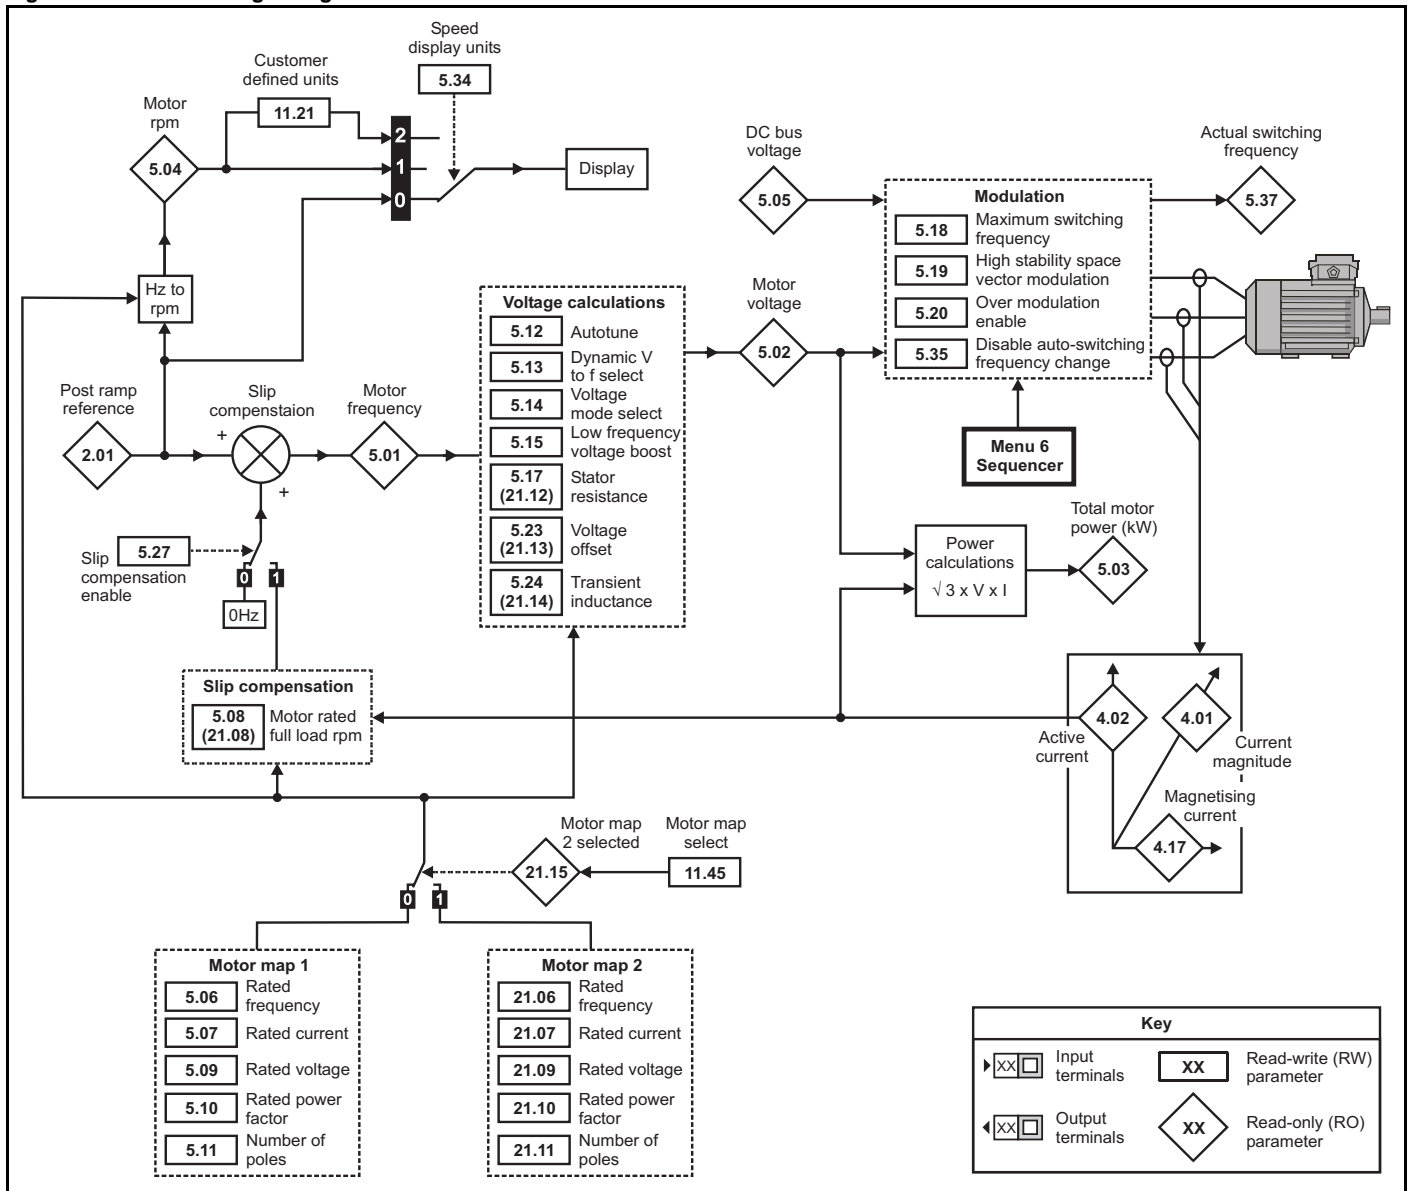 Speed
display units
5.34
Customer
defined units
11.21
Motor
rpm
5.04
2
1
0
Display
Hz to
rpm
DC bus
voltage
5.05
Actual switching
frequency
5.37
Modulation
5.18
Maximum switching
frequency
5.19
High stability space
vector modulation
5.20
Over modulation
enable
5.35
Disable auto-switching
frequency change
Menu 6
Sequencer
Motor
voltage
5.02
Voltage calculations
5.12
Autotune
5.13
Dynamic V
to f select
5.14
Voltage
mode select
5.15
Low frequency
voltage boost
5.17
(21.12)
Stator
resistance
5.23
(21.13)
Voltage
offset
5.24
(21.14)
Transient
inductance
Post ramp
reference
2.01
Slip
compenstaion
+
+
Motor
frequency
5.01
Slip
compensation
enable
5.27
0
1
0Hz
Slip compensation
5.08
(21.08)
Motor rated
full load rpm
Power
calculations
√ 3 x V x I
Total motor
power (kW)
5.03
4.02
Active
current
4.01
Current
magnitude
Magnetising
current
4.17
Motor map
2 selected
21.15
Motor map
select
11.45
0
1
Motor map 1
5.06
Rated
frequency
5.07
Rated current
5.09
Rated voltage
5.10
Rated power
factor
5.11
Number of
poles
Motor map 2
21.06
Rated
frequency
21.07
Rated current
21.09
Rated voltage
21.10
Rated power
factor
21.11
Number of
poles
Key
XX
Input
terminals
XX
Read-write (RW)
parameter
XX
Output
terminals
XX
Read-only (RO)
parameter